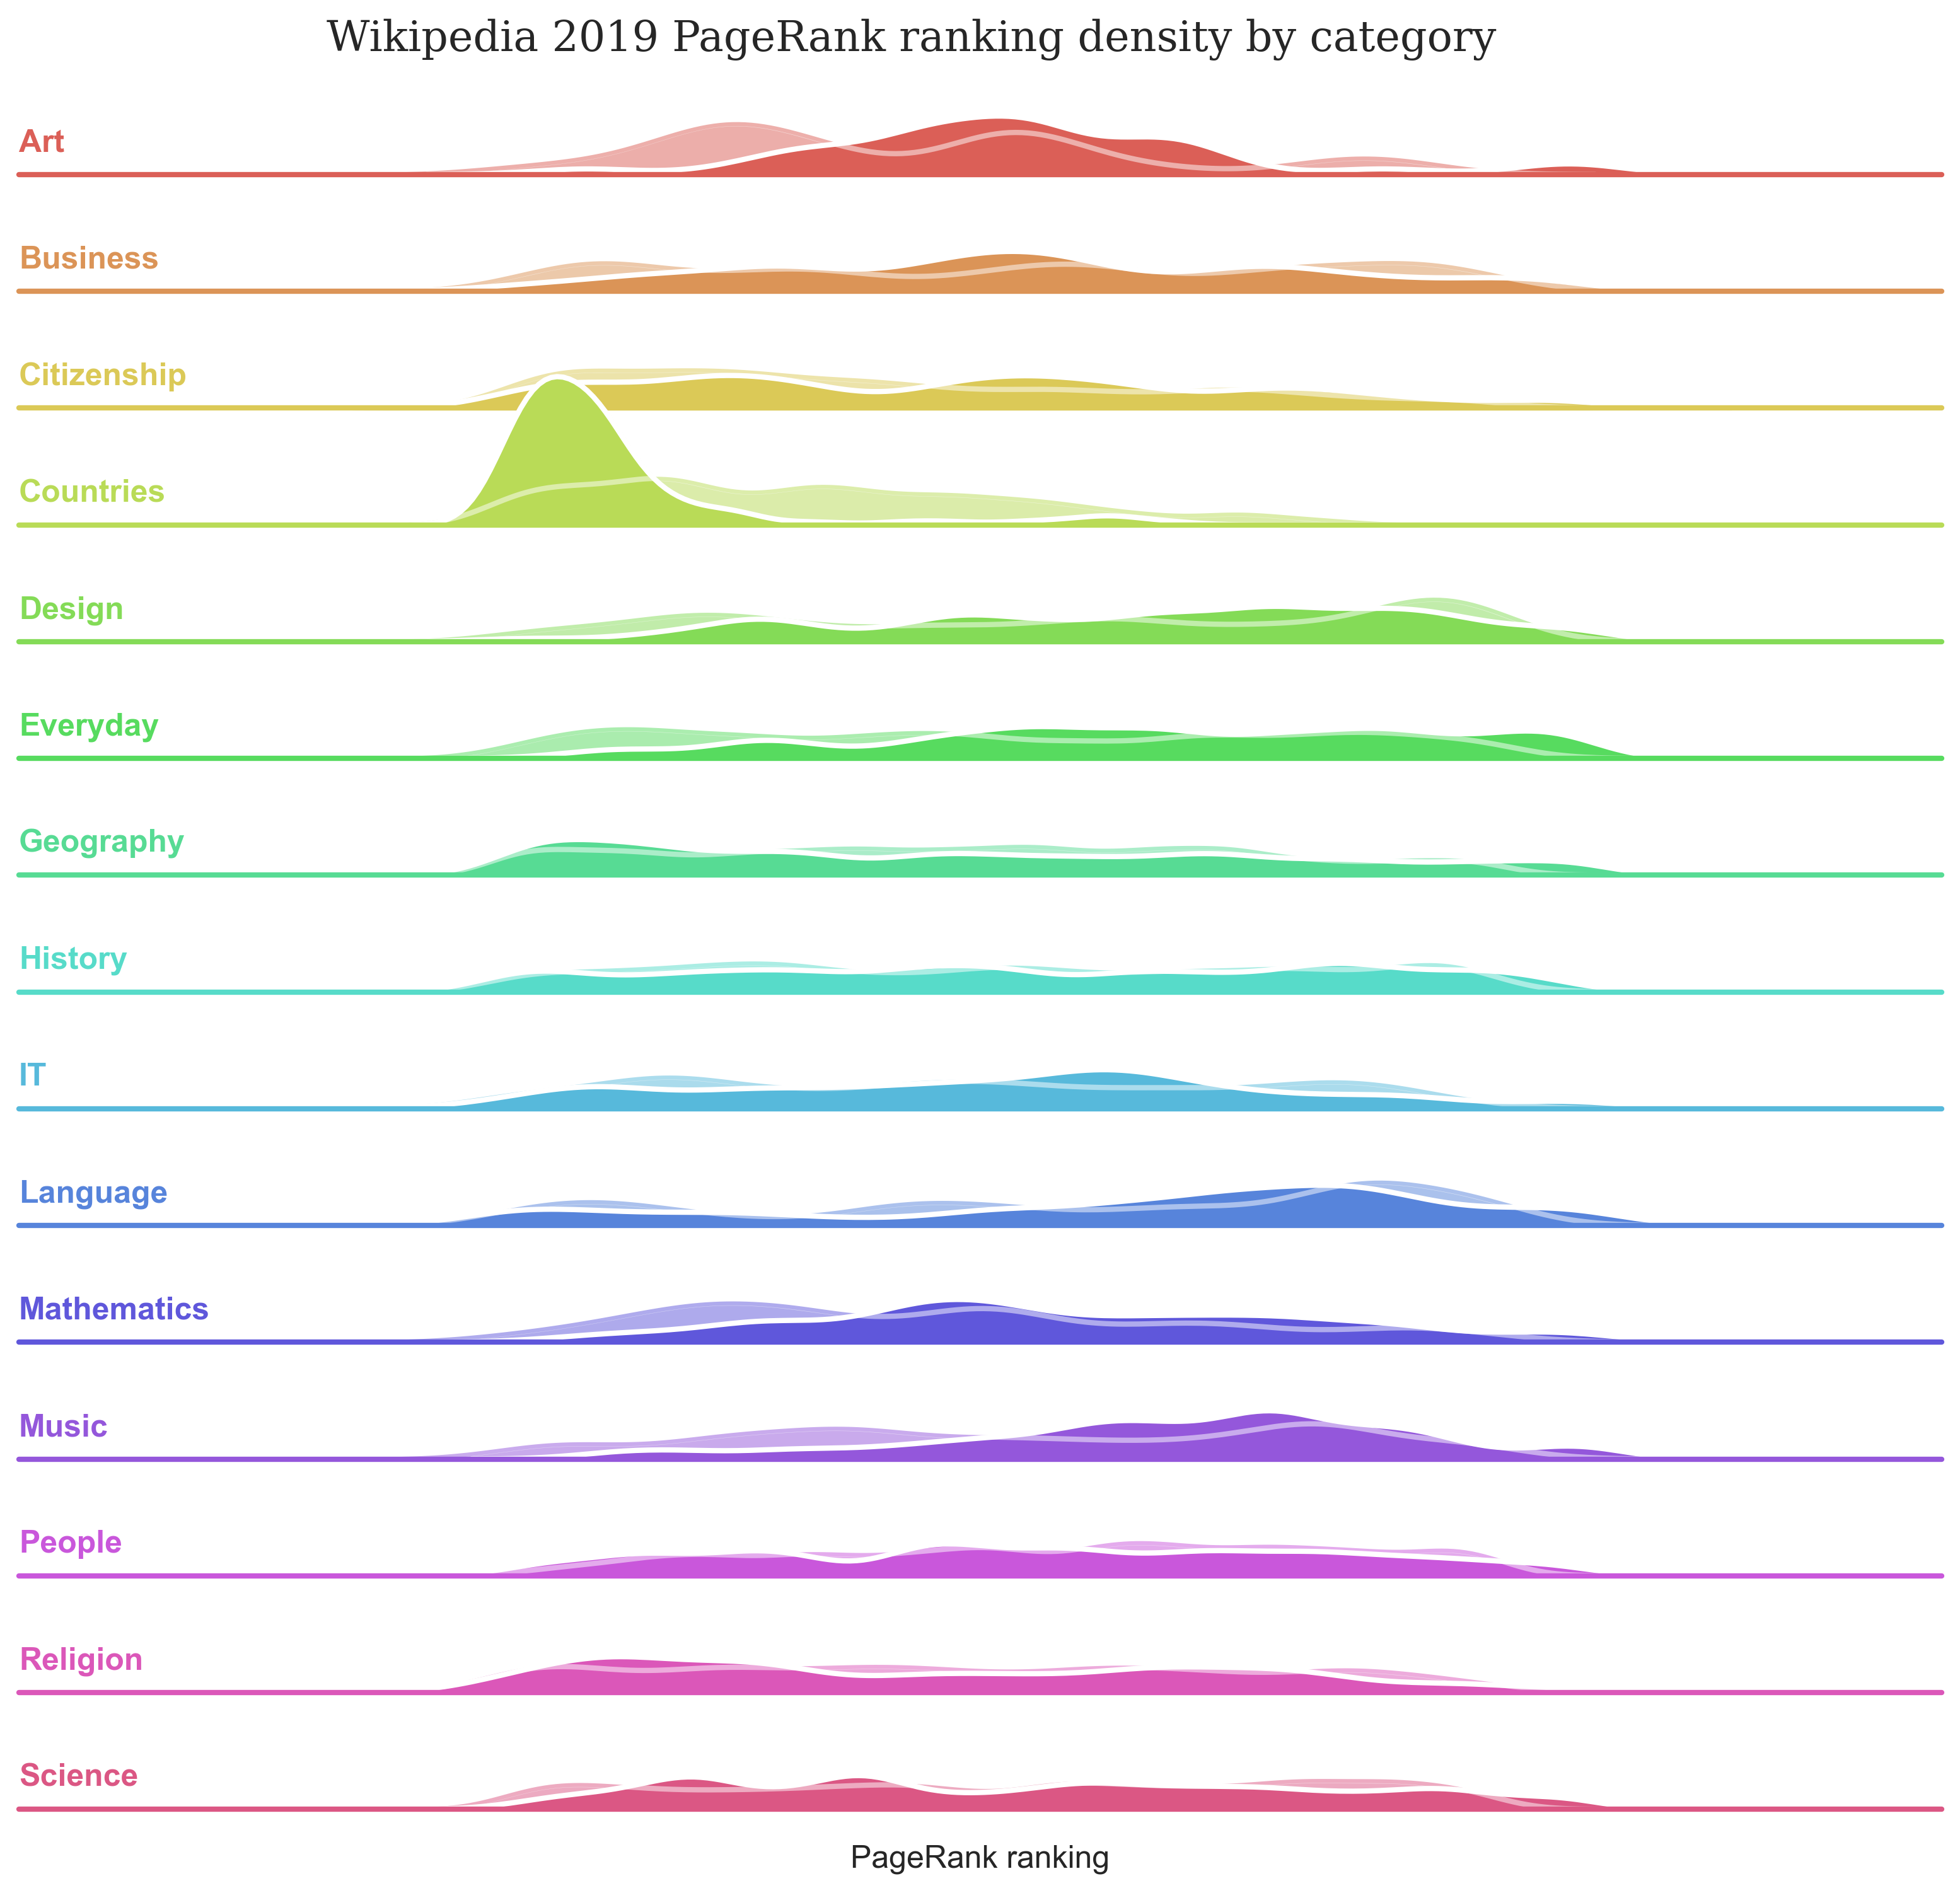 Wikipedia 2019 PageRank ranking density by category
Art
Business
Citizenship
Countries
Design
Everyday
Geography
History
IT
Language
Mathematics
Music
People
Religion
Science
PageRank ranking